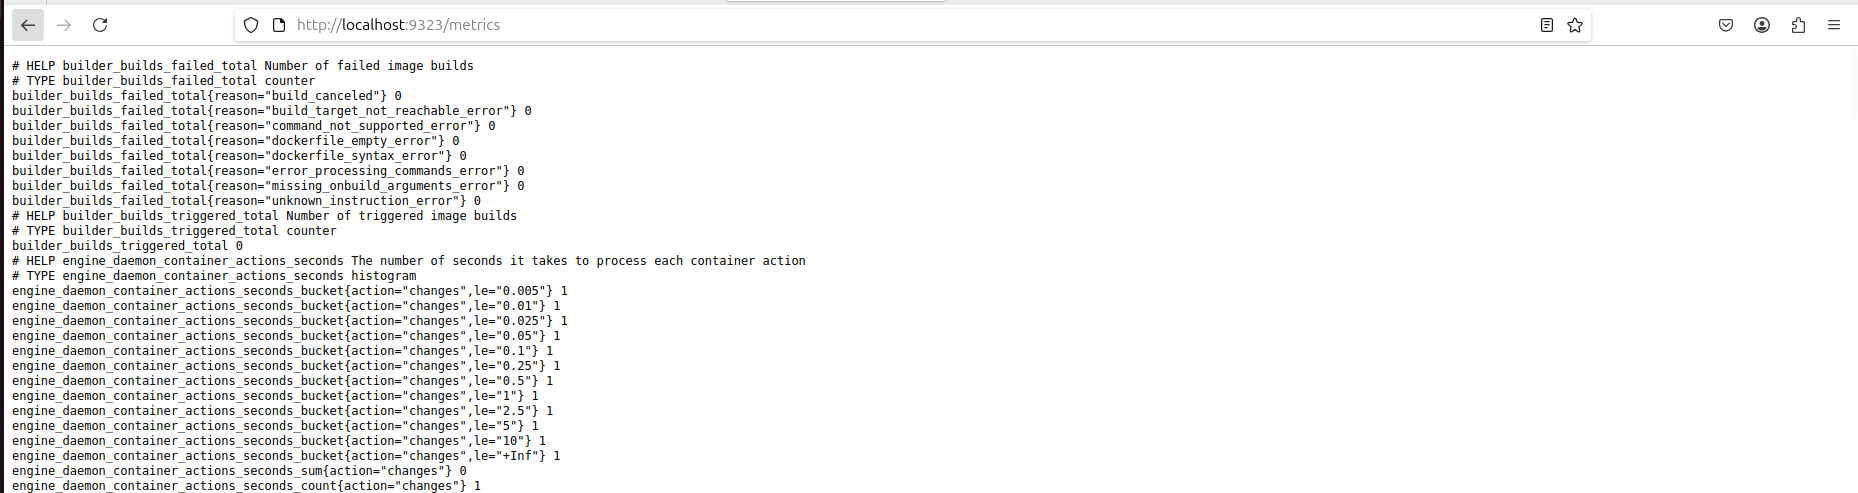 http://localhost:9323/metrics
# HELP builder_builds_failed_total Number of failed image builds
# TYPE builder_builds_failed_total counter
builder_builds_failed_total{reason="build_canceled"} 0
builder_builds_failed_total{reason="build_target_not_reachable_error"} 0
builder_builds_failed_total{reason="command_not_supported_error"} 0
builder_builds_failed_total{reason="dockerfile_empty_error"} 0
builder_builds_failed_total{reason="dockerfile_syntax_error"} 0
builder_builds_failed_total{reason="error_processing_commands_error"} 0
builder_builds_failed_total{reason="missing_onbuild_arguments_error"} 0
builder_builds_failed_total{reason="unknown_instruction_error"} 0
# HELP builder_builds_triggered_total Number of triggered image builds
# TYPE builder_builds_triggered_total counter
builder_builds_triggered_total 0
# HELP engine_daemon_container_actions_seconds The number of seconds it takes to process each container action
# TYPE engine_daemon_container_actions_seconds histogram
engine_daemon_container_actions_seconds_bucket{action="changes",le="0.005"} 1
engine_daemon_container_actions_seconds_bucket{action="changes",le="0.01"} 1
engine_daemon_container_actions_seconds_bucket{action="changes",le="0.025"} 1
engine_daemon_container_actions_seconds_bucket{action="changes",le="0.05"} 1
engine_daemon_container_actions_seconds_bucket{action="changes",le="0.1"} 1
engine_daemon_container_actions_seconds_bucket{action="changes",le="0.25"} 1
engine_daemon_container_actions_seconds_bucket{action="changes",le="0.5"} 1
engine_daemon_container_actions_seconds_bucket{action="changes",le="1"} 1
engine_daemon_container_actions_seconds_bucket{action="changes",le="2.5"} 1
engine_daemon_container_actions_seconds_bucket{action="changes",le="5"} 1
engine_daemon_container_actions_seconds_bucket{action="changes",le="10"} 1
engine_daemon_container_actions_seconds_bucket{action="changes",le="+Inf"} 1
engine_daemon_container_actions_seconds_sum{action="changes"} 0
engine_daemon_container_actions_seconds_count{action="changes"} 1